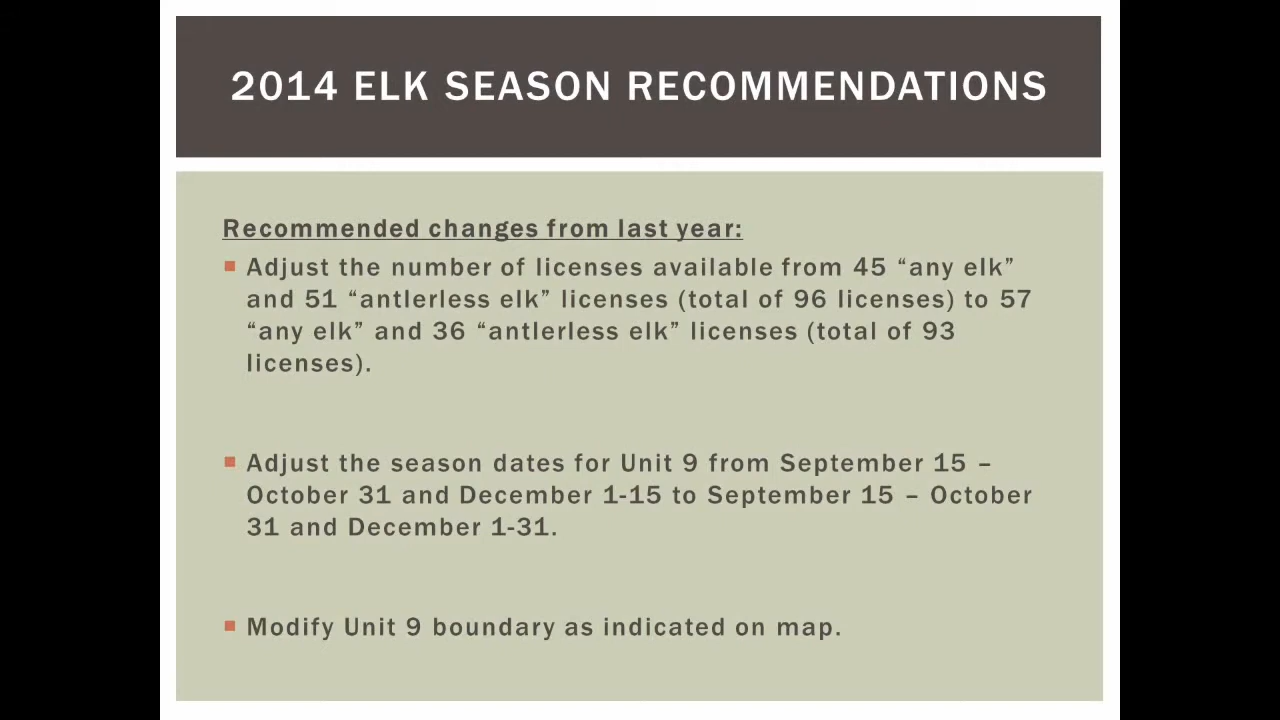 2014 ELK SEASON RECOMMENDATIONS
Recommended changes from last year:
Adjust the number of licenses available from 45 “any elk”
and 51 “antlerless elk” licenses (total of 96 licenses) to 57
“any elk” and 36 “antlerless elk” licenses (total of 93
licenses).
Adjust the season dates for Unit 9 from September 15 –
October 31 and December 1-15 to September 15 – October
31 and December 1-31.
Modify Unit 9 boundary as indicated on map.